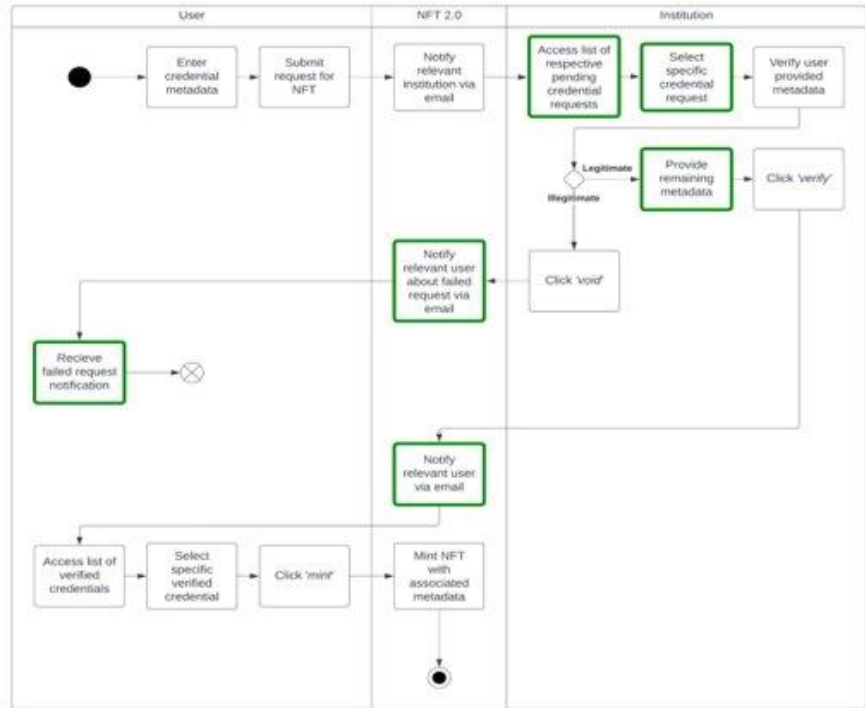 User
NFT 2.0
Institution
Enter
credential
metadata
Submit
request for
NFT
Notify
relevant
institution via
email
Access list of
respective
pending
credential
requests
Select
specific
credential
request
Verify user
provided
metadata
Legitimate
Illegitimate
Provide
remaining
metadata
Click 'verify'
Click 'void'
Notify
relevant user
about failed
request via
email
Recieve
failed request
notification
Notify
relevant user
via email
Access list of
verified
credentials
Select
specific
verified
credential
Click 'mint'
Mint NFT
with
associated
metadata